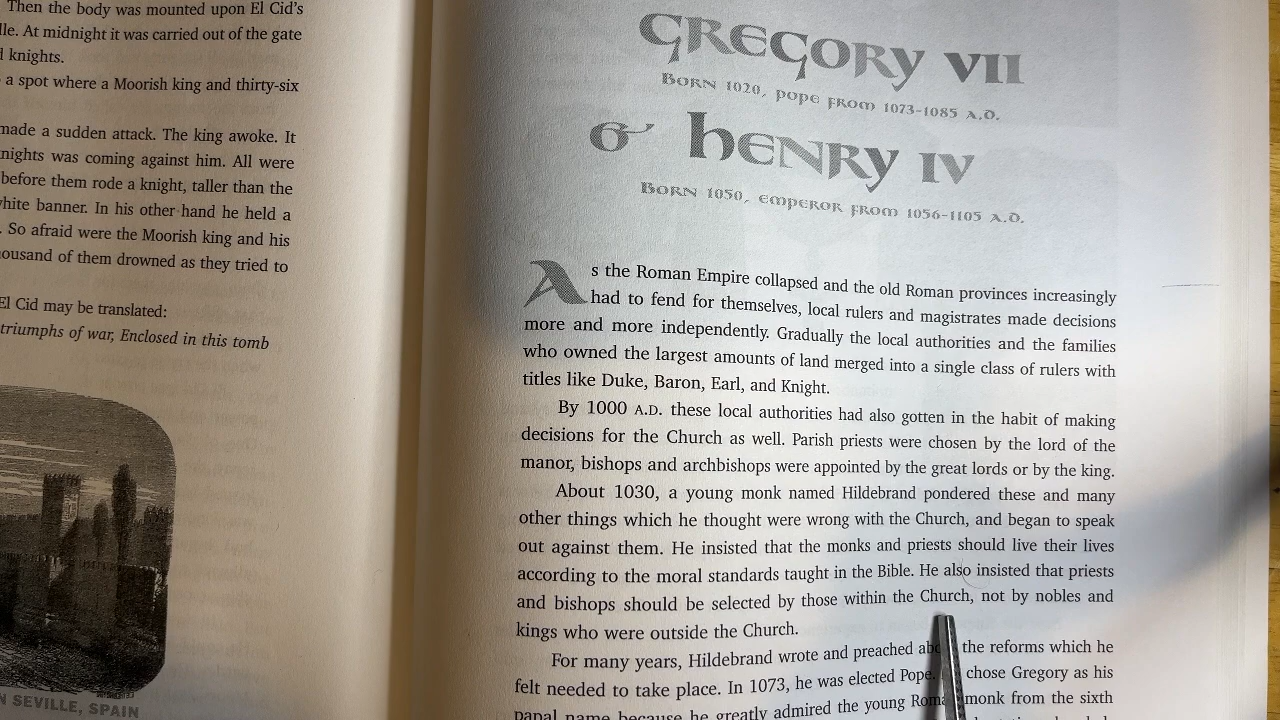 Then the body was mounted upon El Cid's
lle. At midnight it was carried out of the gate
knights.
a spot where a Moorish king and thirty-six
made a sudden attack. The king awoke. It
nights was coming against him. All were
before them rode a knight, taller than the
white banner. In his other hand he held a
. So afraid were the Moorish king and his
ousand of them drowned as they tried to
El Cid may be translated:
triumphs of war, Enclosed in this tomb
N SEVILLE, SPAIN
GREGORY VII
BORN 1020, POPE FROM 1073-1085 A.D.
& HENRY IV
BORN 1050, EMPEROR FROM 1056-1105 A.D.
As the Roman Empire collapsed and the old Roman provinces increasingly
had to fend for themselves, local rulers and magistrates made decisions
more and more independently. Gradually the local authorities and the families
who owned the largest amounts of land merged into a single class of rulers with
titles like Duke, Baron, Earl, and Knight.
By 1000 A.D. these local authorities had also gotten in the habit of making
decisions for the Church as well. Parish priests were chosen by the lord of the
manor, bishops and archbishops were appointed by the great lords or by the king.
About 1030, a young monk named Hildebrand pondered these and many
other things which he thought were wrong with the Church, and began to speak
out against them. He insisted that the monks and priests should live their lives
according to the moral standards taught in the Bible. He also insisted that priests
and bishops should be selected by those within the Church, not by nobles and
kings who were outside the Church.
For many years, Hildebrand wrote and preached the reforms which he
felt needed to take place. In 1073, he was elected Pope. chose Gregory as his
papal name because he greatly admired the young monk from the sixth